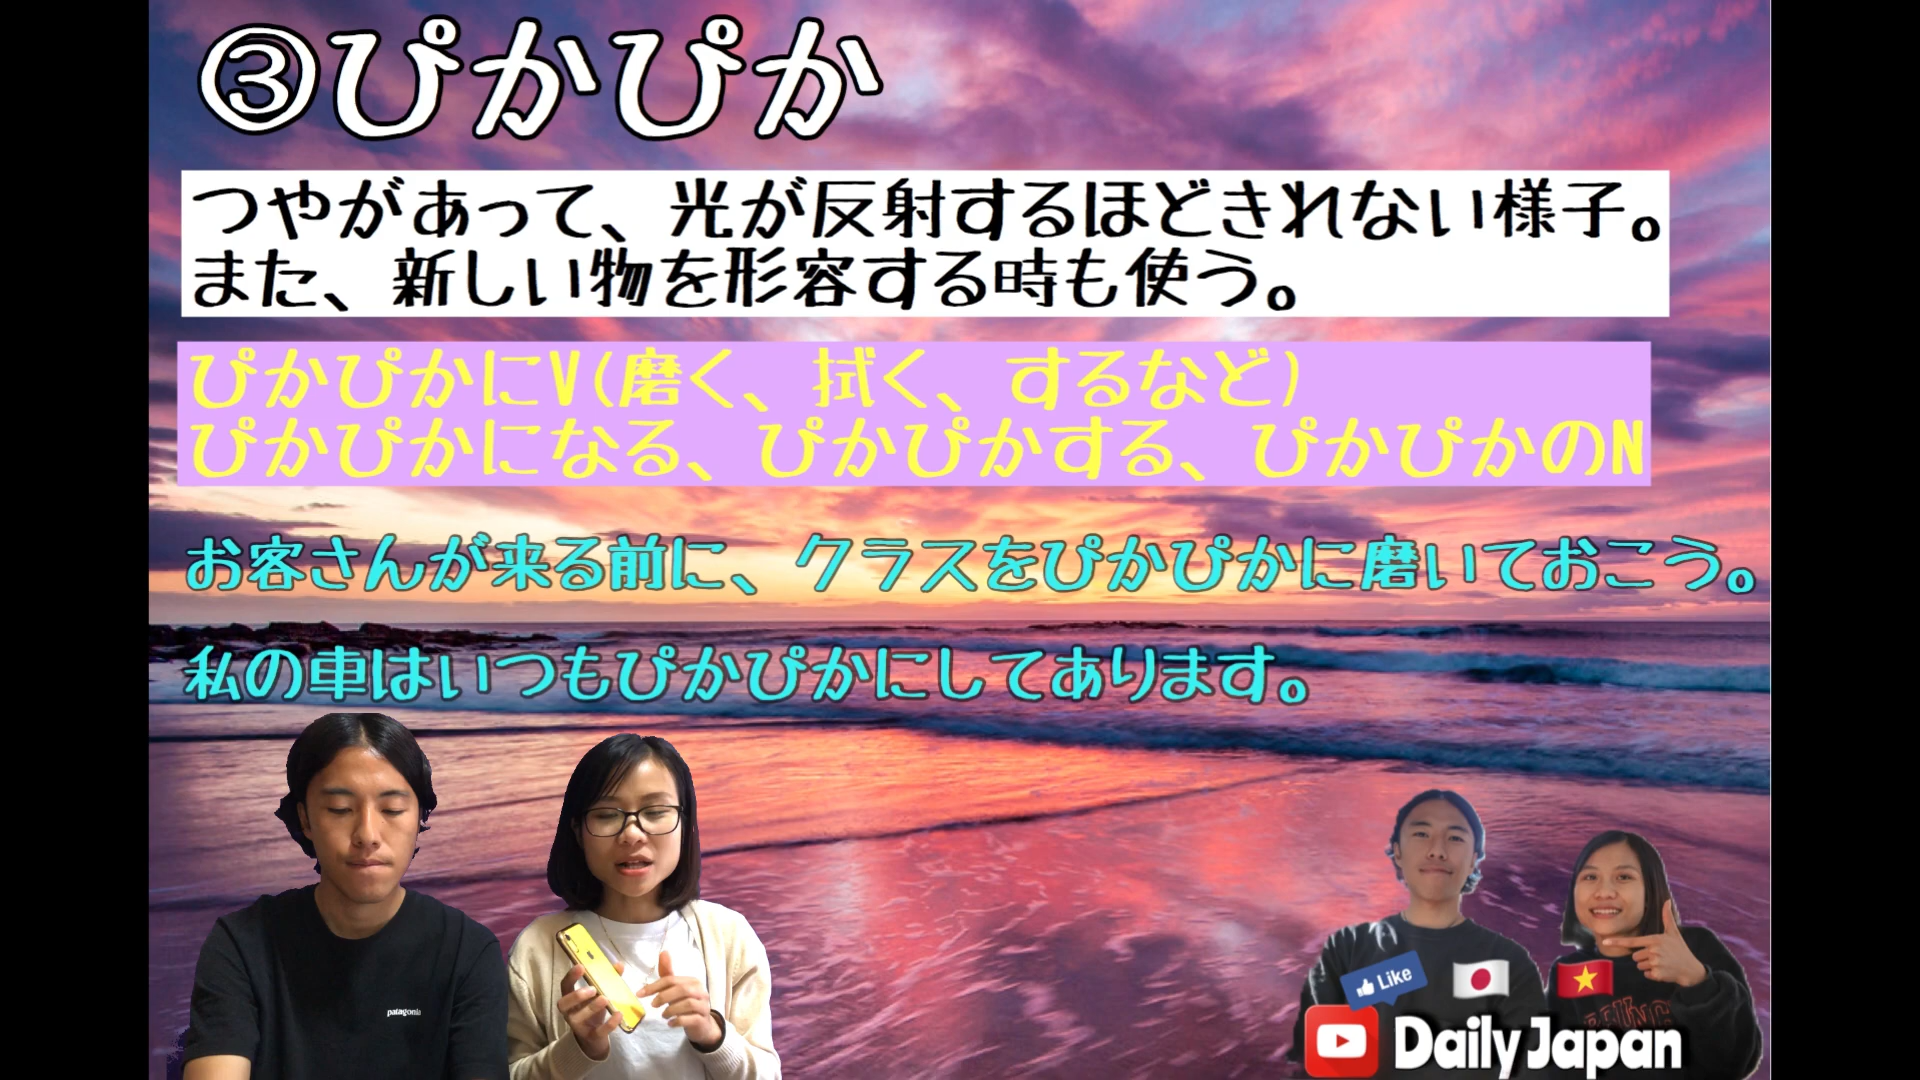 ③ぴかぴか
つやがあって、光が反射するほどきれない様子。
また、新しい物を形容する時も使う。
ぴかぴかにV(磨く、拭く、するなど)
ぴかぴかになる、ぴかぴかする、ぴかぴかのN
お客さんが来る前に、クラスをぴかぴかに磨いておこう。
私の車はいつもぴかぴかにしてあります。
patagonia
Like
Daily Japan